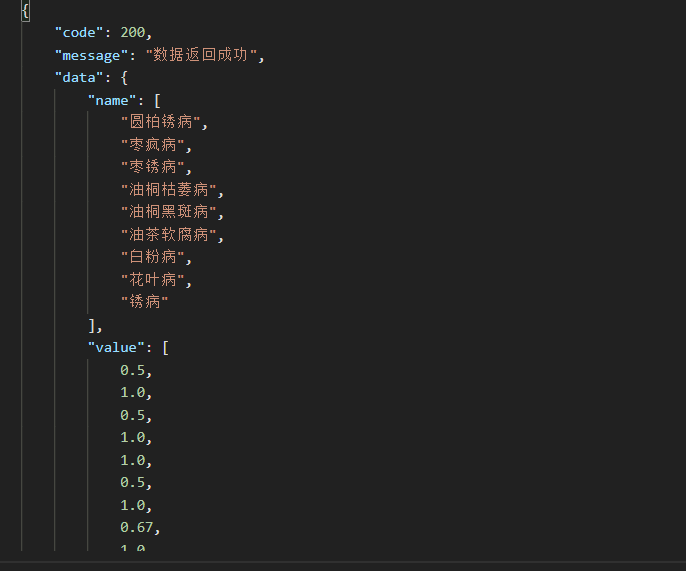 {
"code": 200,
"message": "数据返回成功",
"data": {
"name": [
"圆柏锈病",
"枣疯病",
"枣锈病",
"油桐枯萎病",
"油桐黑斑病",
"油茶软腐病",
"白粉病",
"花叶病",
"锈病"
],
"value": [
0.5,
1.0,
0.5,
1.0,
1.0,
0.5,
1.0,
0.67,
1.0